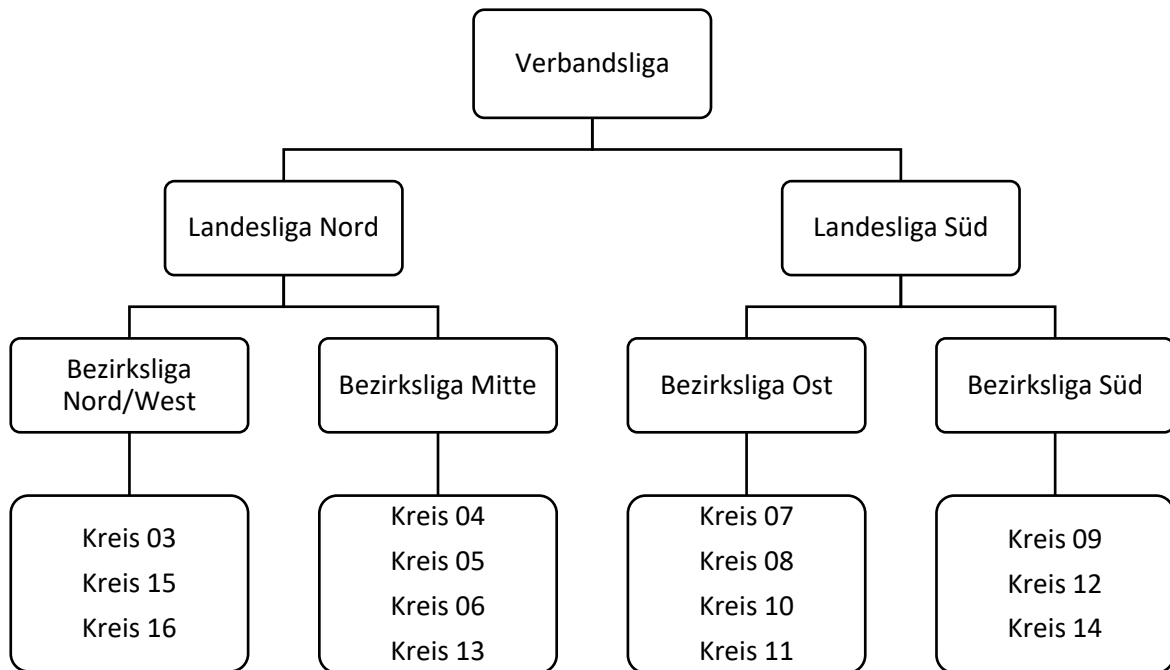 Verbandsliga
Landesliga Nord
Landesliga Süd
Bezirksliga
Nord/West
Bezirksliga Mitte
Bezirksliga Ost
Bezirksliga Süd
Kreis 03
Kreis 15
Kreis 16
Kreis 04
Kreis 05
Kreis 06
Kreis 13
Kreis 07
Kreis 08
Kreis 10
Kreis 11
Kreis 09
Kreis 12
Kreis 14